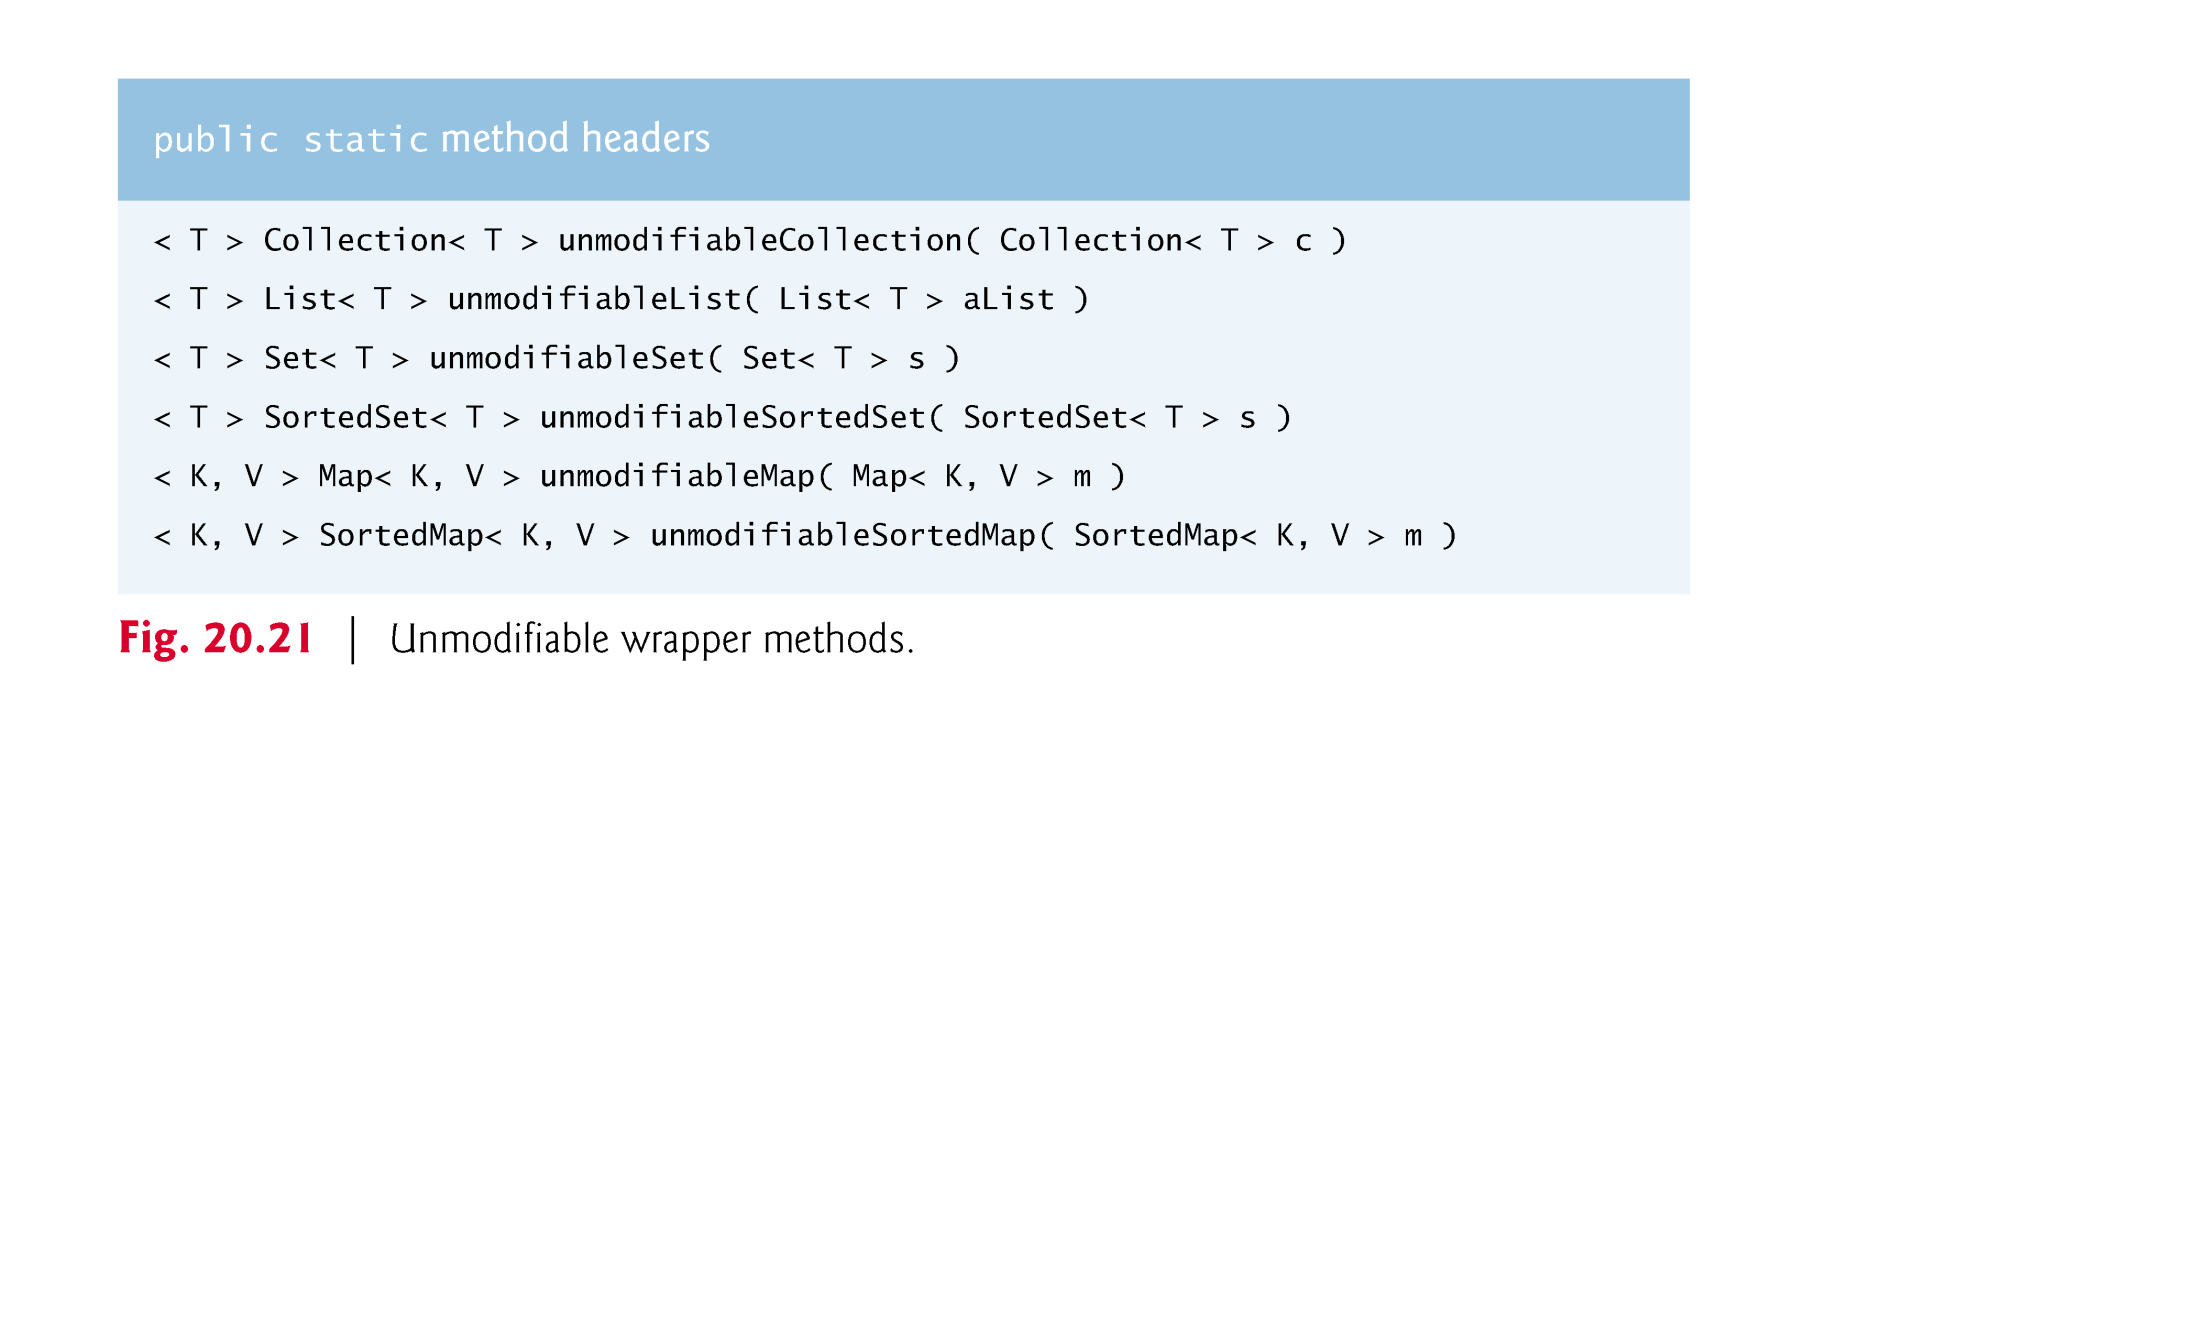 public static method headers
< T > Collection< T > unmodifiableCollection( Collection< T > c )
< T > List< T > unmodifiableList( List< T > aList )
< T > Set< T > unmodifiableSet( Set< T > s )
< T > SortedSet< T > unmodifiableSortedSet( SortedSet< T > s )
< K, V > Map< K, V > unmodifiableMap( Map< K, V > m )
< K, V > SortedMap< K, V > unmodifiableSortedMap( SortedMap< K, V > m )
Fig. 20.21 | Unmodifiable wrapper methods.